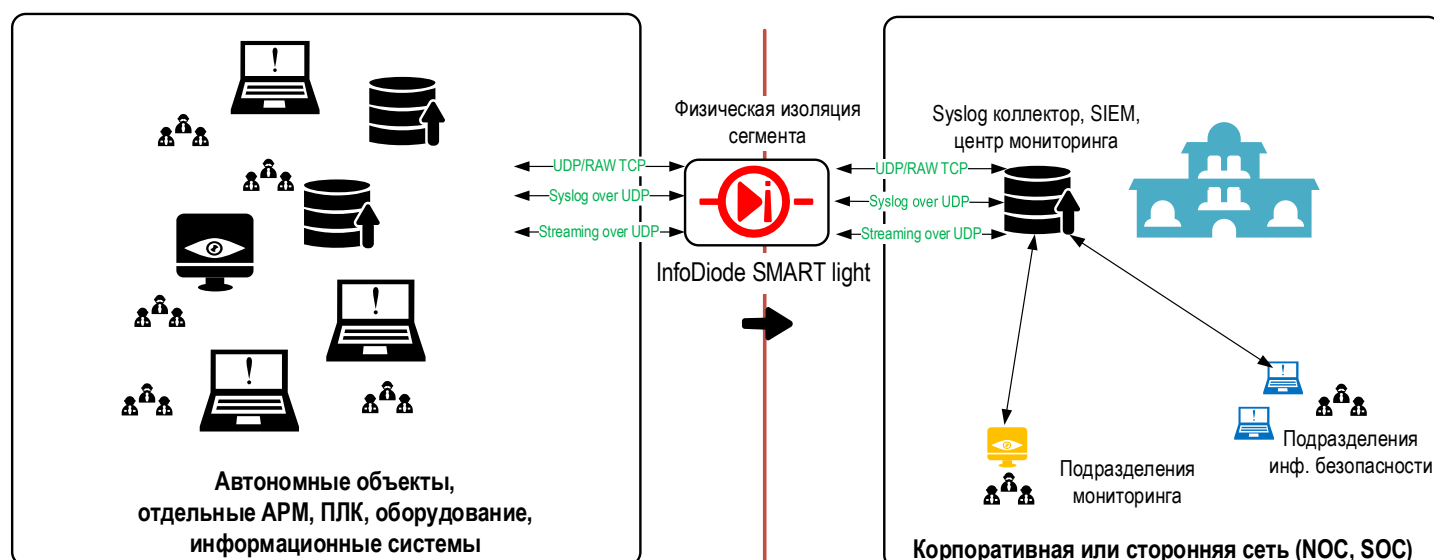 Физическая изоляция
сегмента
Syslog коллектор, SIEM,
центр мониторинга
UDP/RAW TCP
Syslog over UDP
Streaming over UDP
UDP/RAW TCP
Syslog over UDP
Streaming over UDP
InfoDiode SMART light
Подразделения
инф. безопасности
Подразделения
мониторинга
Автономные объекты,
отдельные АРМ, ПЛК, оборудование,
информационные системы
Корпоративная или сторонняя сеть (NOC, SOC)